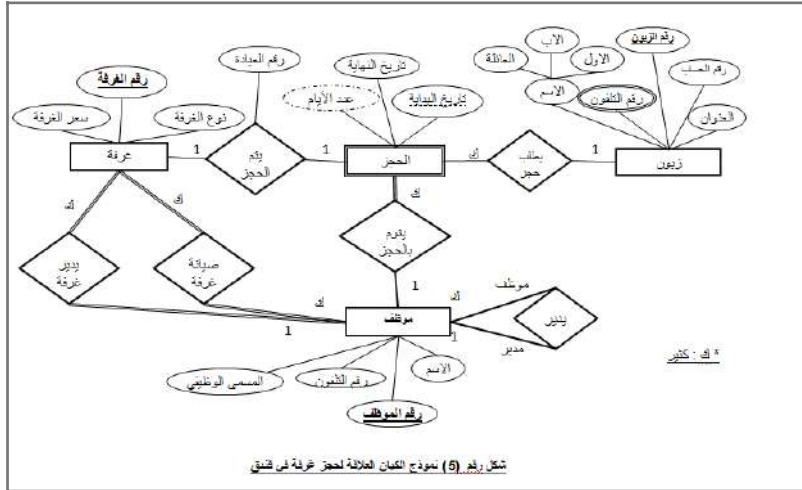 الاب
رقم الزبون
العائلة
الاول
رقم العيادة
تاريخ النهاية
رقم الغرفة
عدد الأيام
تاريخ البداية
الاسم
رقم التلفون
العنوان
سعر الغرفة
نوع الغرفة
غرفة
1
يتم
الحجز
1
الحجز
ك
يطلب
حجز
1
زبون
ك
ك
ك
يدير
غرفة
صيانة
غرفة
يقوم
بالحجز
ك
1
1
موظف
ك
1
موظف
مدير
يدير
* ك : كثير
المسمى الوظيفي
رقم التلفون
الاسم
رقم الموظف
شكل رقم (5) نموذج الكيان العلاقة لحجز غرفة في فندق